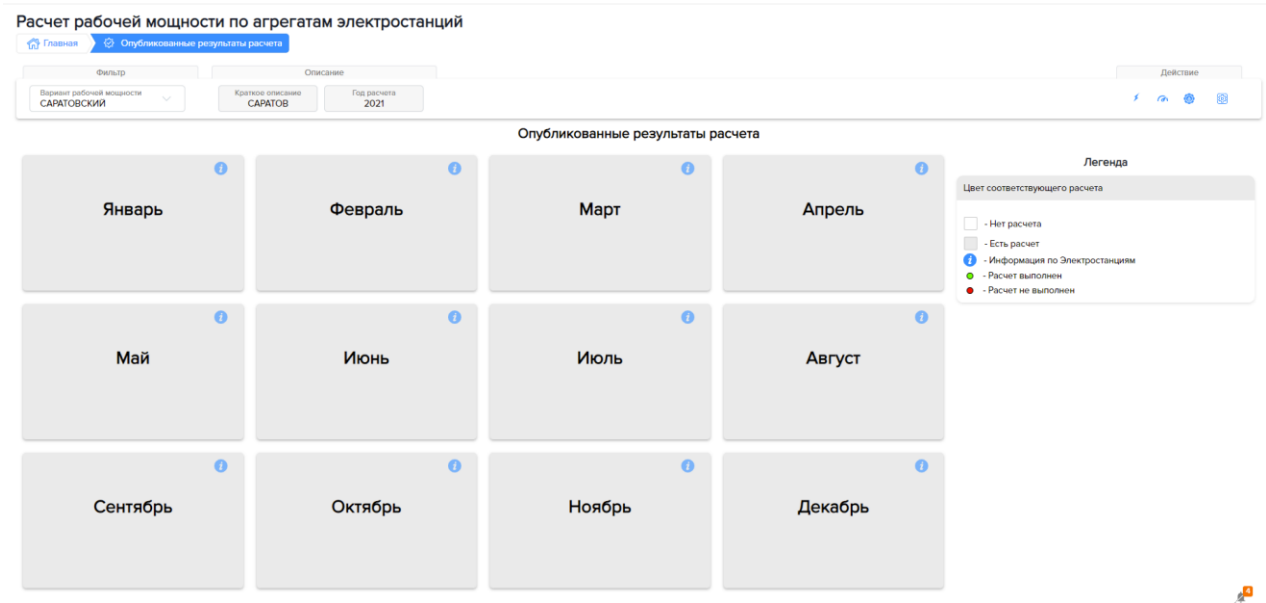 Расчет рабочей мощности по агрегатам электростанций
Главная
Опубликованные результаты расчета
Фильтр
Описание
Действие
Вариант рабочей мощности
САРАТОВСКИЙ
Краткое описание
САРАТОВ
Год расчета
2021
Опубликованные результаты расчета
Январь
Февраль
Март
Апрель
Май
Июнь
Июль
Август
Сентябрь
Октябрь
Ноябрь
Декабрь
Легенда
Цвет соответствующего расчета
- Нет расчета
- Есть расчет
- Информация по Электростанциям
- Расчет выполнен
- Расчет не выполнен
4